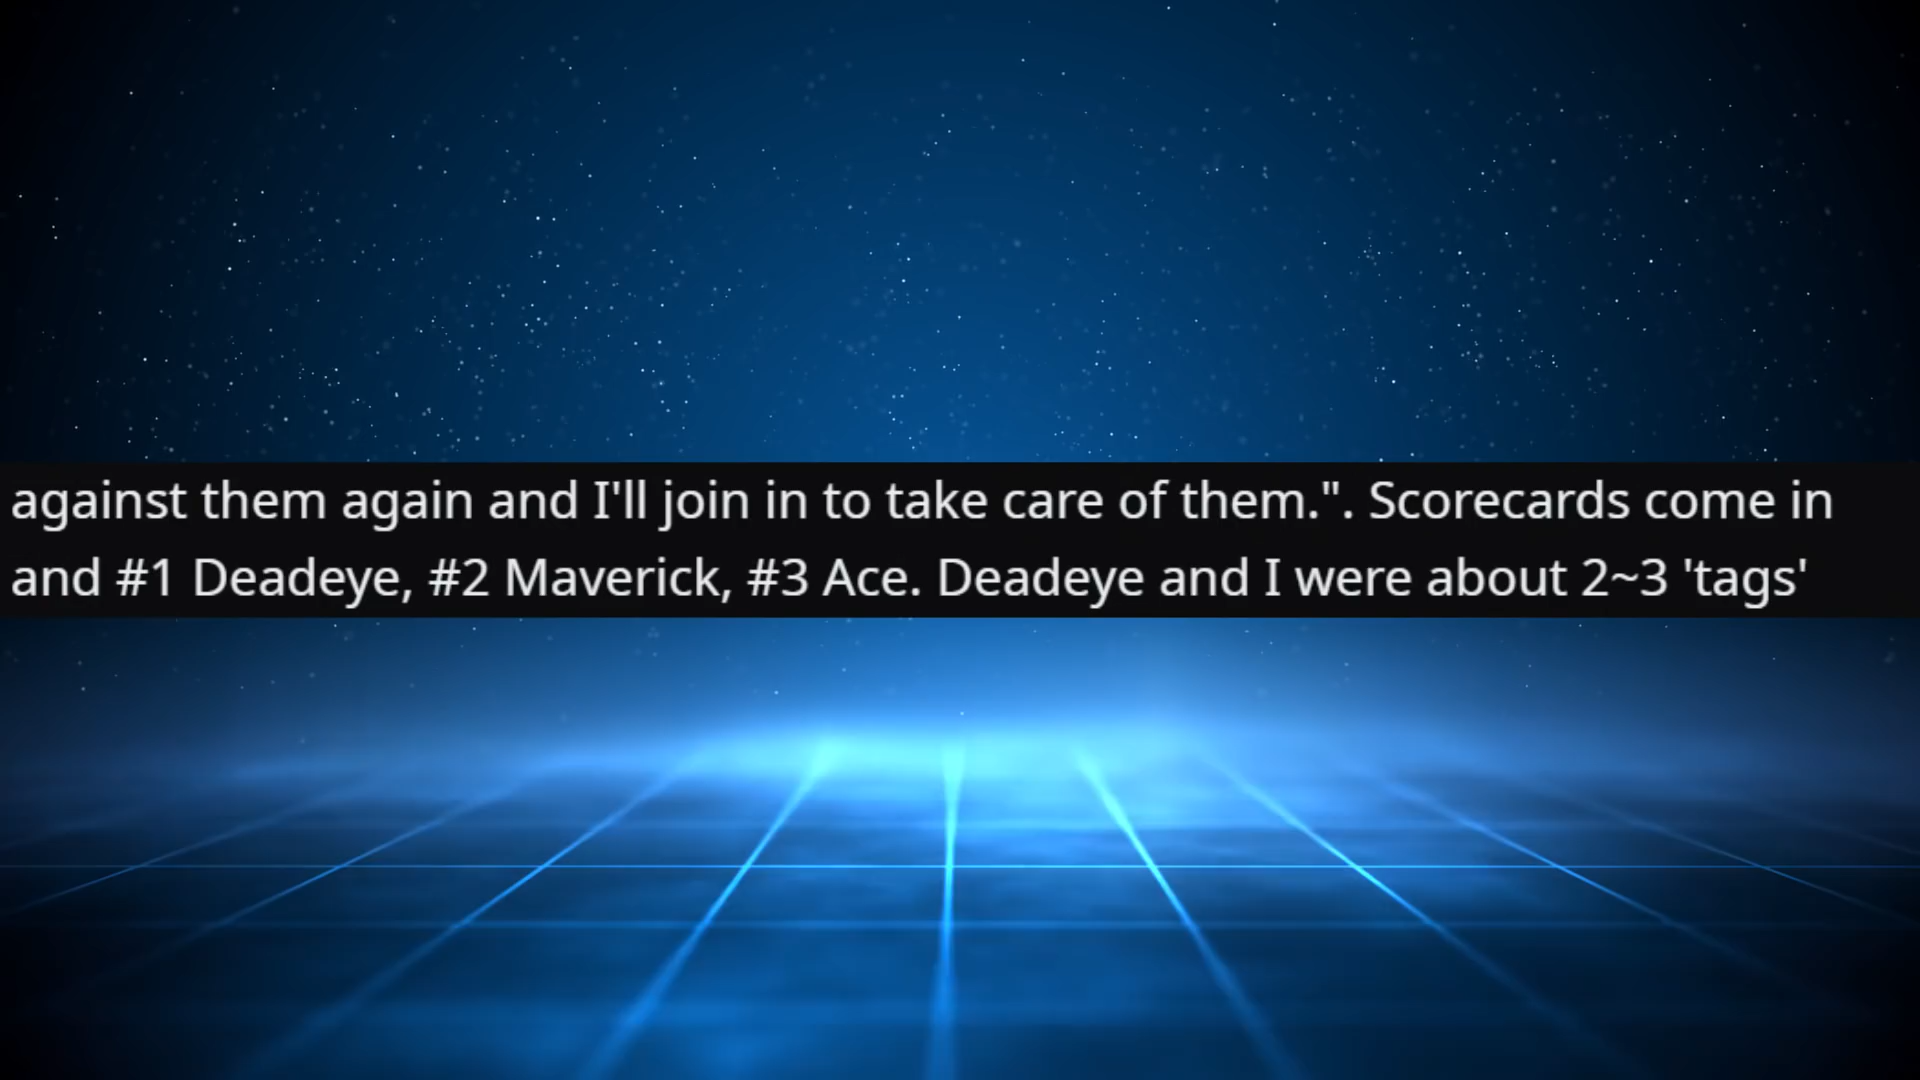 against them again and I'll join in to take care of them.". Scorecards come in
and #1 Deadeye, #2 Maverick, #3 Ace. Deadeye and I were about 2~3 'tags'